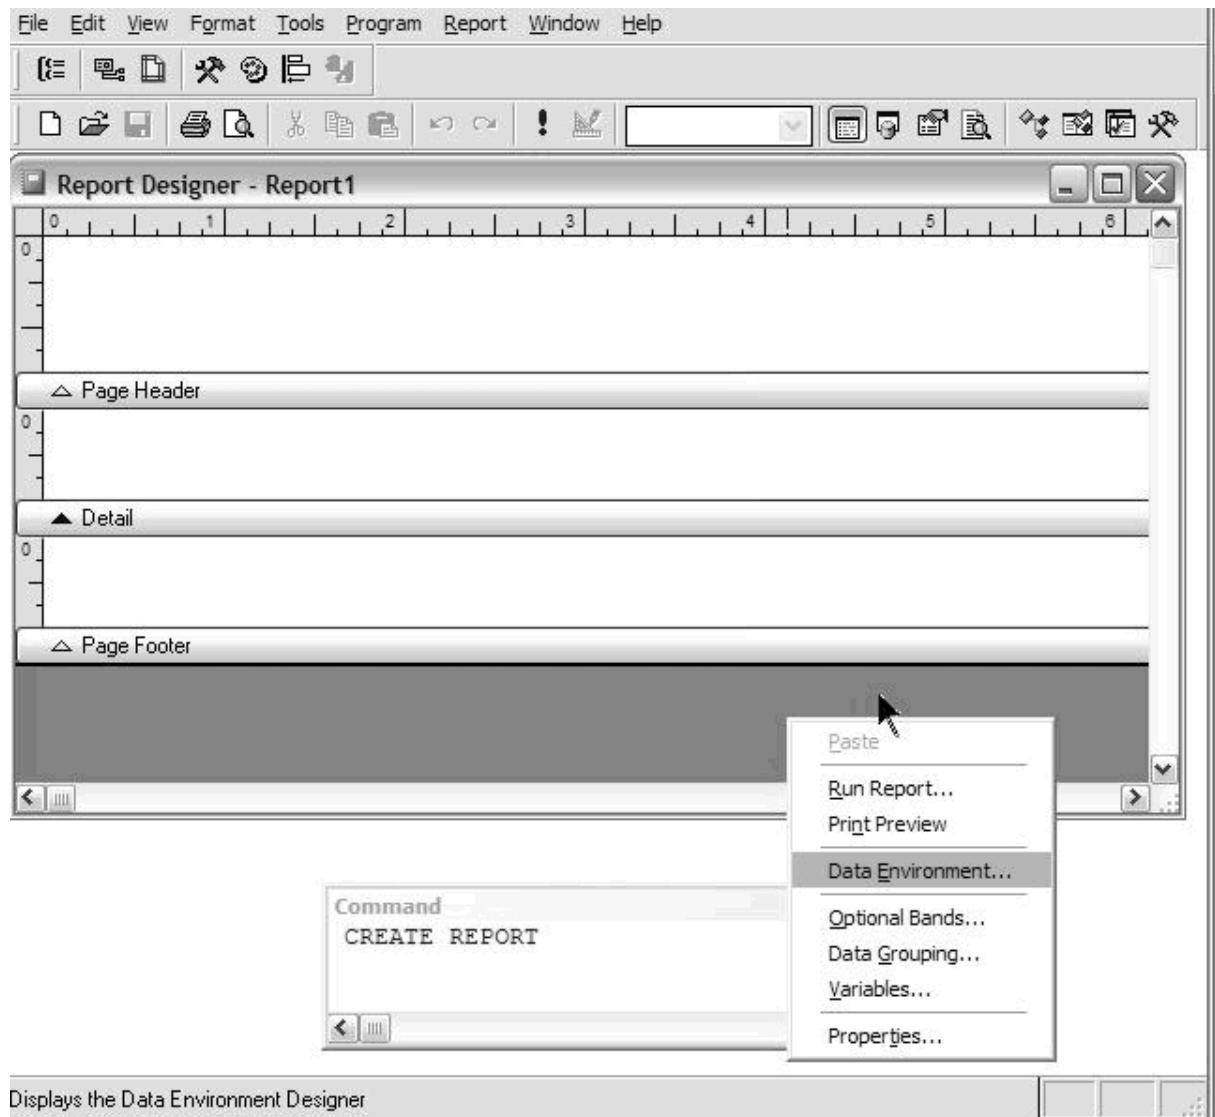 File Edit View Format Tools Program Report Window Help
Report Designer - Report1
0 1 2 3 4 5 6
0
Page Header
0
Detail
0
Page Footer
Paste
Run Report...
Print Preview
Data Environment...
Optional Bands...
Data Grouping...
Variables...
Properties...
Command
CREATE REPORT
Displays the Data Environment Designer